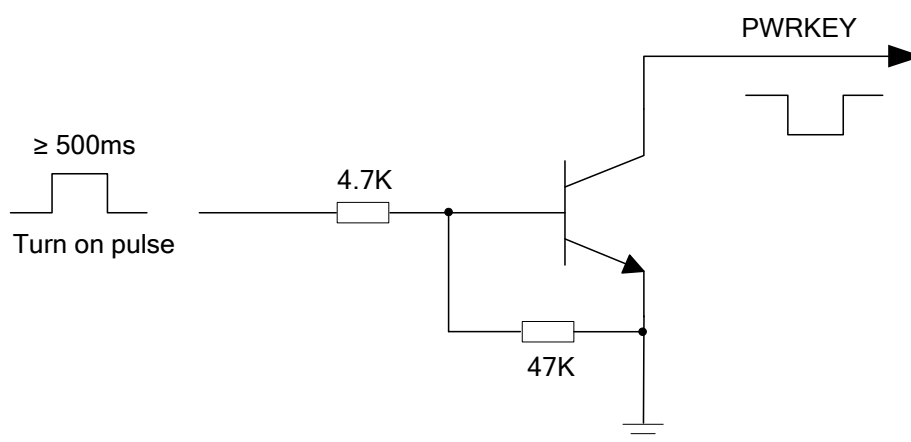 PWRKEY
≥ 500ms
4.7K
Turn on pulse
47K